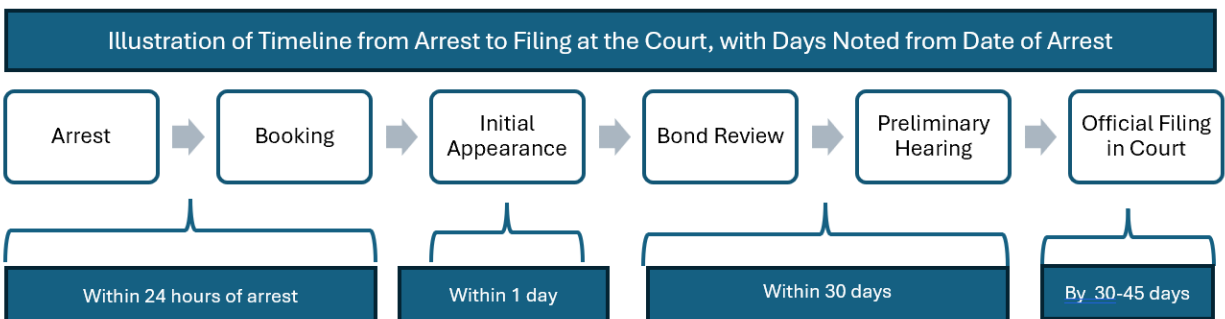 Illustration of Timeline from Arrest to Filing at the Court, with Days Noted from Date of Arrest
Arrest
Booking
Initial
Appearance
Bond Review
Preliminary
Hearing
Official Filing
in Court
Within 24 hours of arrest
Within 1 day
Within 30 days
By 30-45 days